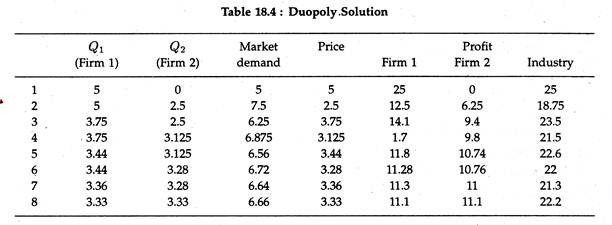 Table 18.4 : Duopoly.Solution
Q1 Q2 Market Price Profit
(Firm 1) (Firm 2) demand Firm 1 Firm 2 Industry
1 5 0 5 5 25 0 25
2 5 2.5 7.5 2.5 12.5 6.25 18.75
3 3.75 2.5 6.25 3.75 14.1 9.4 23.5
4 3.75 3.125 6.875 3.125 1.7 9.8 21.5
5 3.44 3.125 6.56 3.44 11.8 10.74 22.6
6 3.44 3.28 6.72 3.28 11.28 10.76 22
7 3.36 3.28 6.64 3.36 11.3 11 21.3
8 3.33 3.33 6.66 3.33 11.1 11.1 22.2